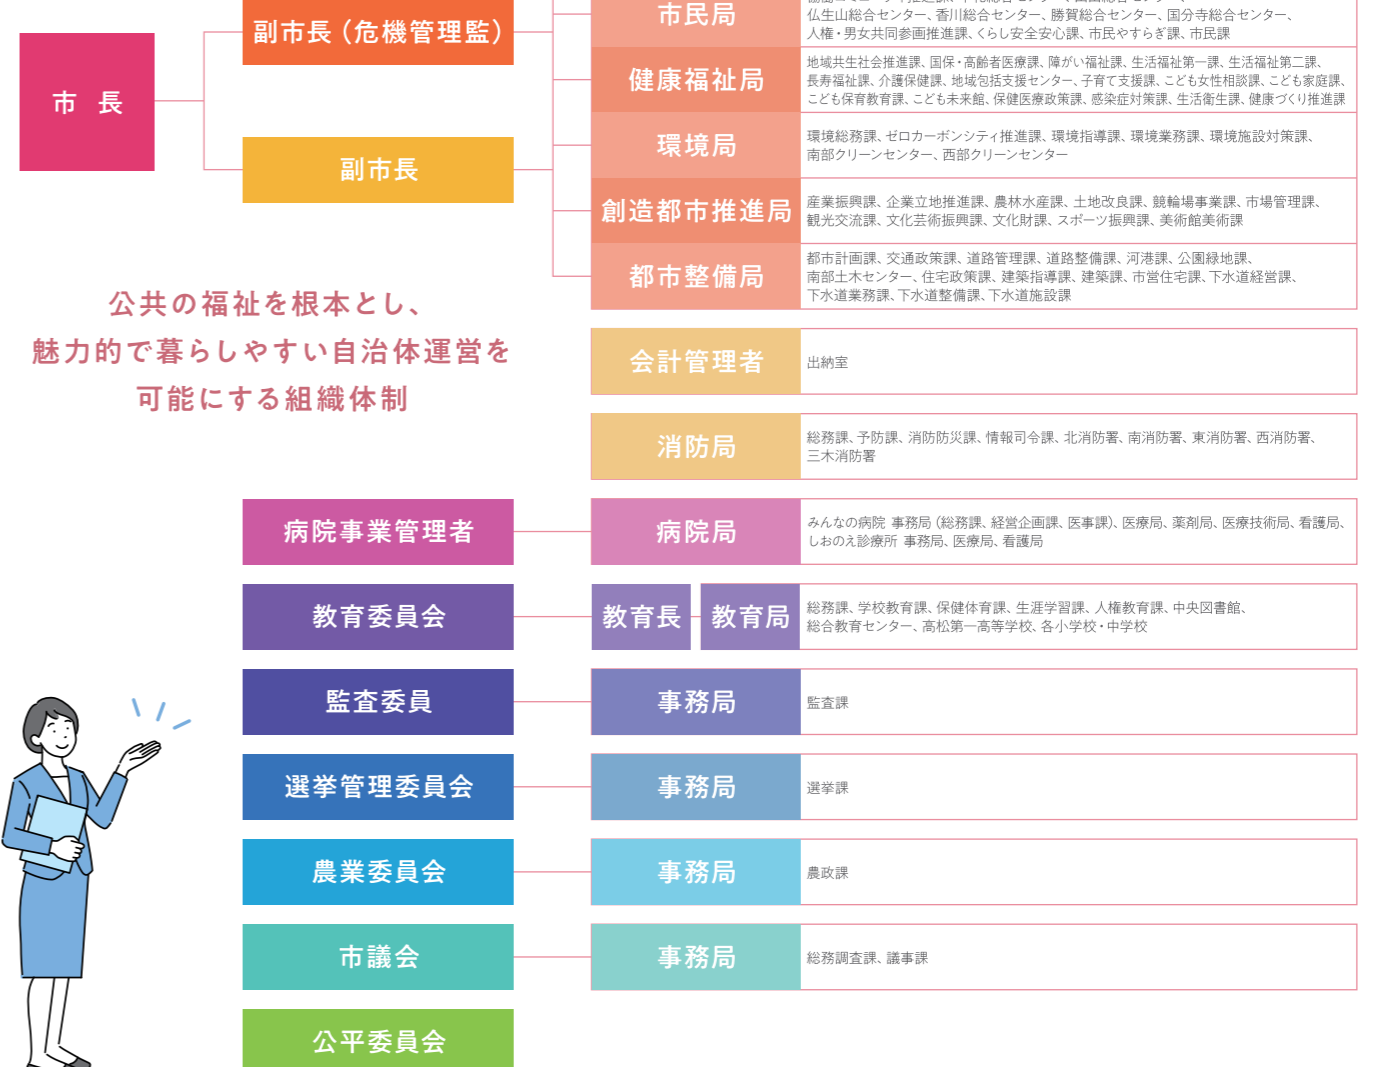 市 長
副市長（危機管理監）
副市長
市民局
仏生山総合センター、香川総合センター、勝賀総合センター、国分寺総合センター、
人権・男女共同参画推進課、くらし安全安心課、市民やすらぎ課、市民課
健康福祉局
地域共生社会推進課、国保・高齢者医療課、障がい福祉課、生活福祉第一課、生活福祉第二課、
長寿福祉課、介護保険課、地域包括支援センター、子育て支援課、こども女性相談課、こども家庭課、
こども保育教育課、こども未来館、保健医療政策課、感染症対策課、生活衛生課、健康づくり推進課
環境局
環境総務課、ゼロカーボンシティ推進課、環境指導課、環境業務課、環境施設対策課、
南部クリーンセンター、西部クリーンセンター
創造都市推進局
産業振興課、企業立地推進課、農林水産課、土地改良課、競輪場事業課、市場管理課、
観光交流課、文化芸術振興課、文化財課、スポーツ振興課、美術館美術課
都市整備局
都市計画課、交通政策課、道路管理課、道路整備課、河港課、公園緑地課、
南部土木センター、住宅政策課、建築指導課、建築課、市営住宅課、下水道経営課、
下水道業務課、下水道整備課、下水道施設課
公共の福祉を根本とし、
魅力的で暮らしやすい自治体運営を
可能にする組織体制
会計管理者
出納室
消防局
総務課、予防課、消防防災課、情報司令課、北消防署、南消防署、東消防署、西消防署、
三木消防署
病院事業管理者
病院局
みんなの病院 事務局（総務課、経営企画課、医事課）、医療局、薬剤局、医療技術局、看護局、
しおのえ診療所 事務局、医療局、看護局
教育委員会
教育長
教育局
総務課、学校教育課、保健体育課、生涯学習課、人権教育課、中央図書館、
総合教育センター、高松第一高等学校、各小学校・中学校
監査委員
事務局
監査課
選挙管理委員会
事務局
選挙課
農業委員会
事務局
農政課
市議会
事務局
総務調査課、議事課
公平委員会